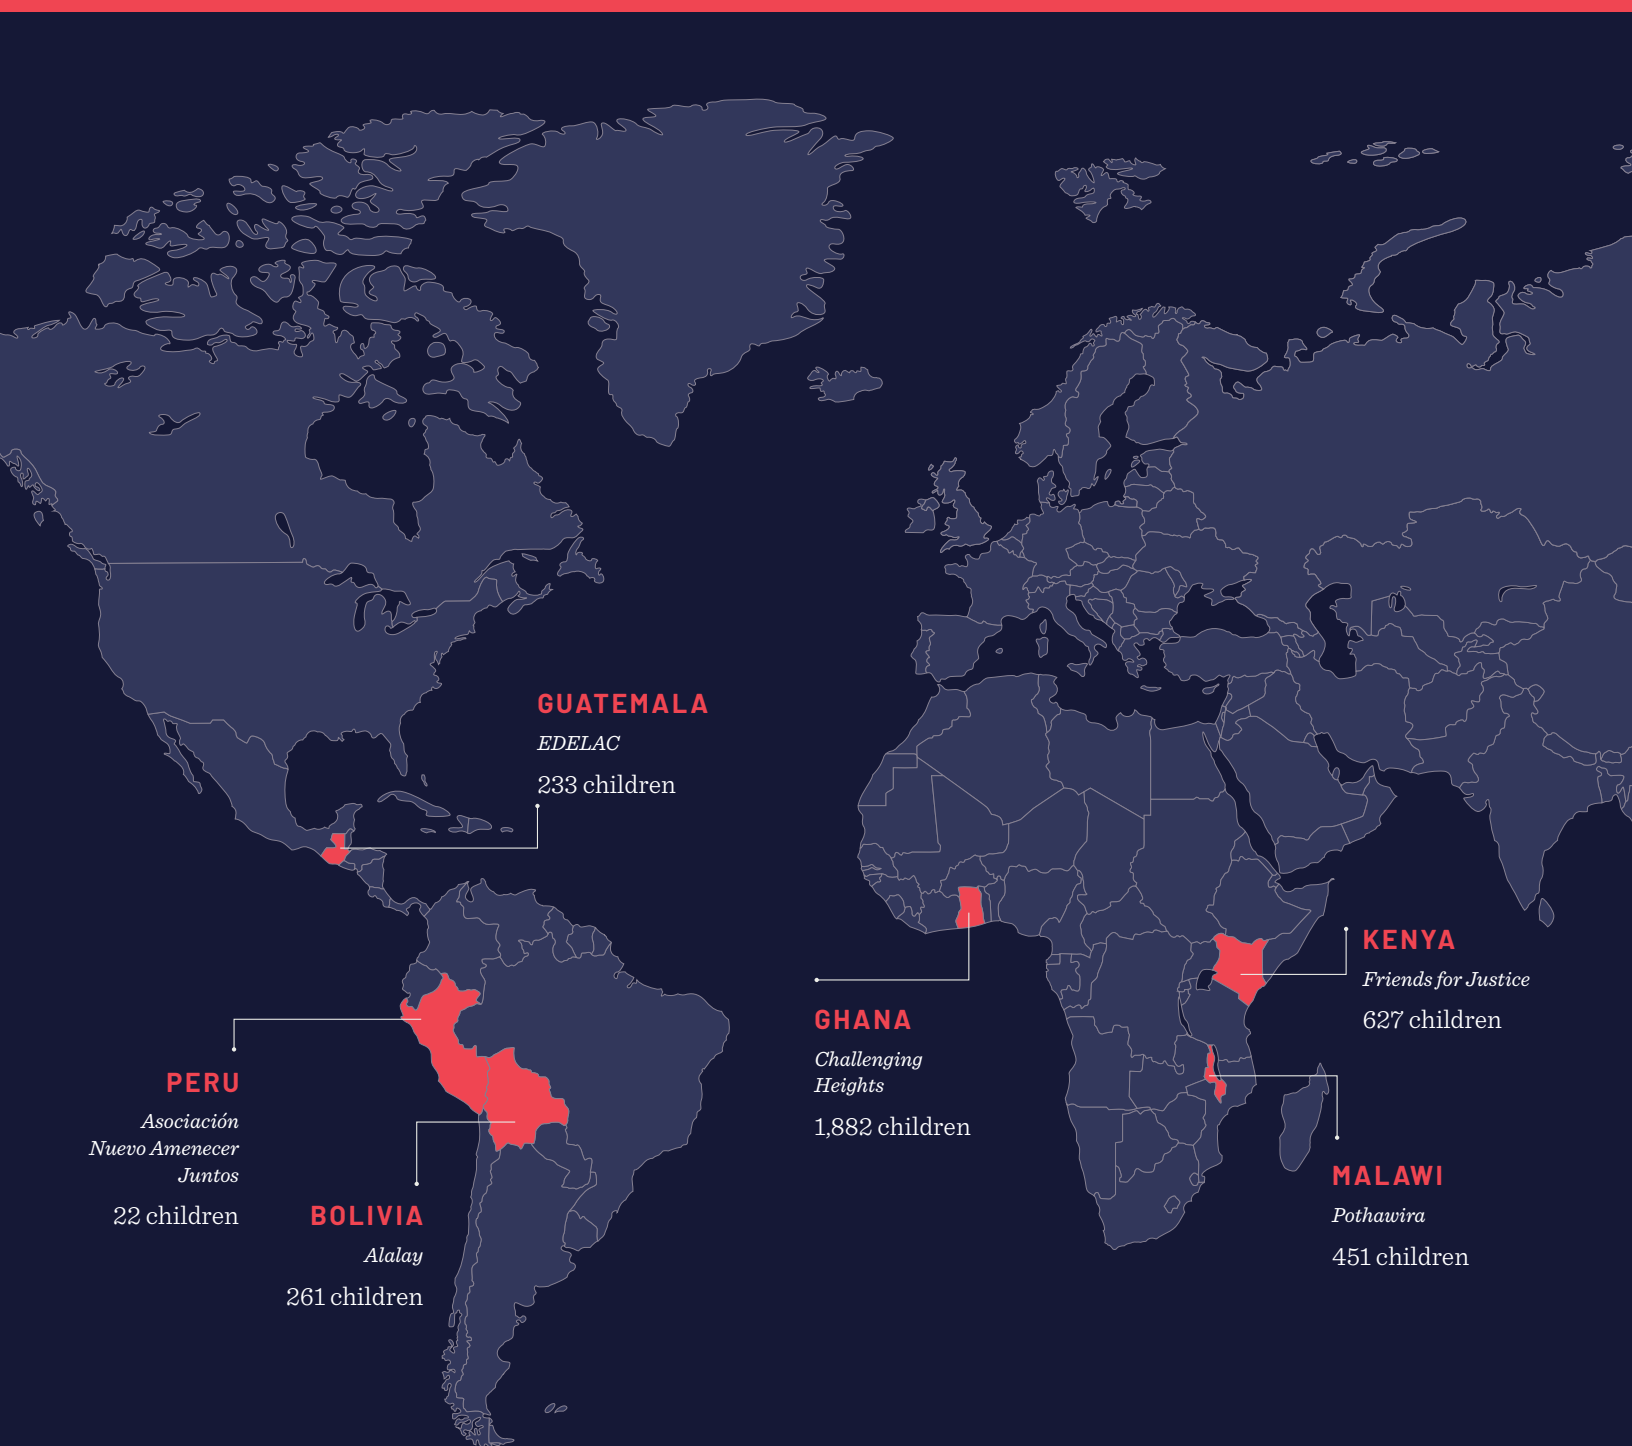 GUATEMALA
EDELAC
233 children
KENYA
Friends for Justice
627 children
GHANA
Challenging
Heights
1,882 children
PERU
Asociación
Nuevo Amenecer
Juntos
22 children
MALAWI
Pothawira
451 children
BOLIVIA
Alalay
261 children